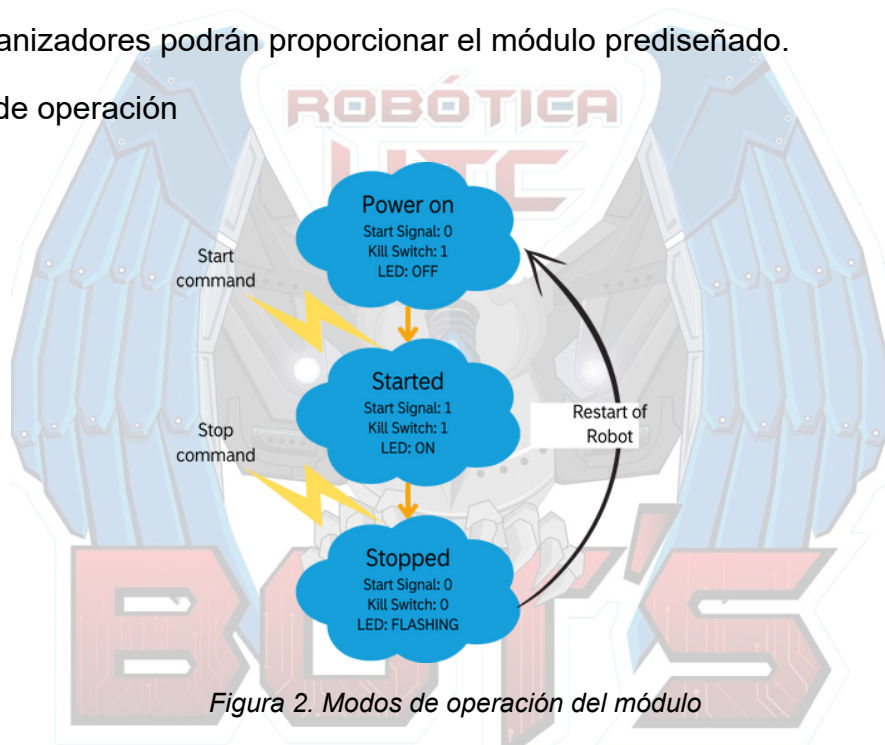 anizadores podrán proporcionar el módulo prediseñado.
de operación
ROBÓTICA
UTC
Power on
Start Signal: 0
Kill Switch: 1
LED: OFF
Start
command
Started
Start Signal: 1
Kill Switch: 1
LED: ON
Restart of
Robot
Stop
command
Stopped
Start Signal: 0
Kill Switch: 0
LED: FLASHING
BOT'S
Figura 2. Modos de operación del módulo